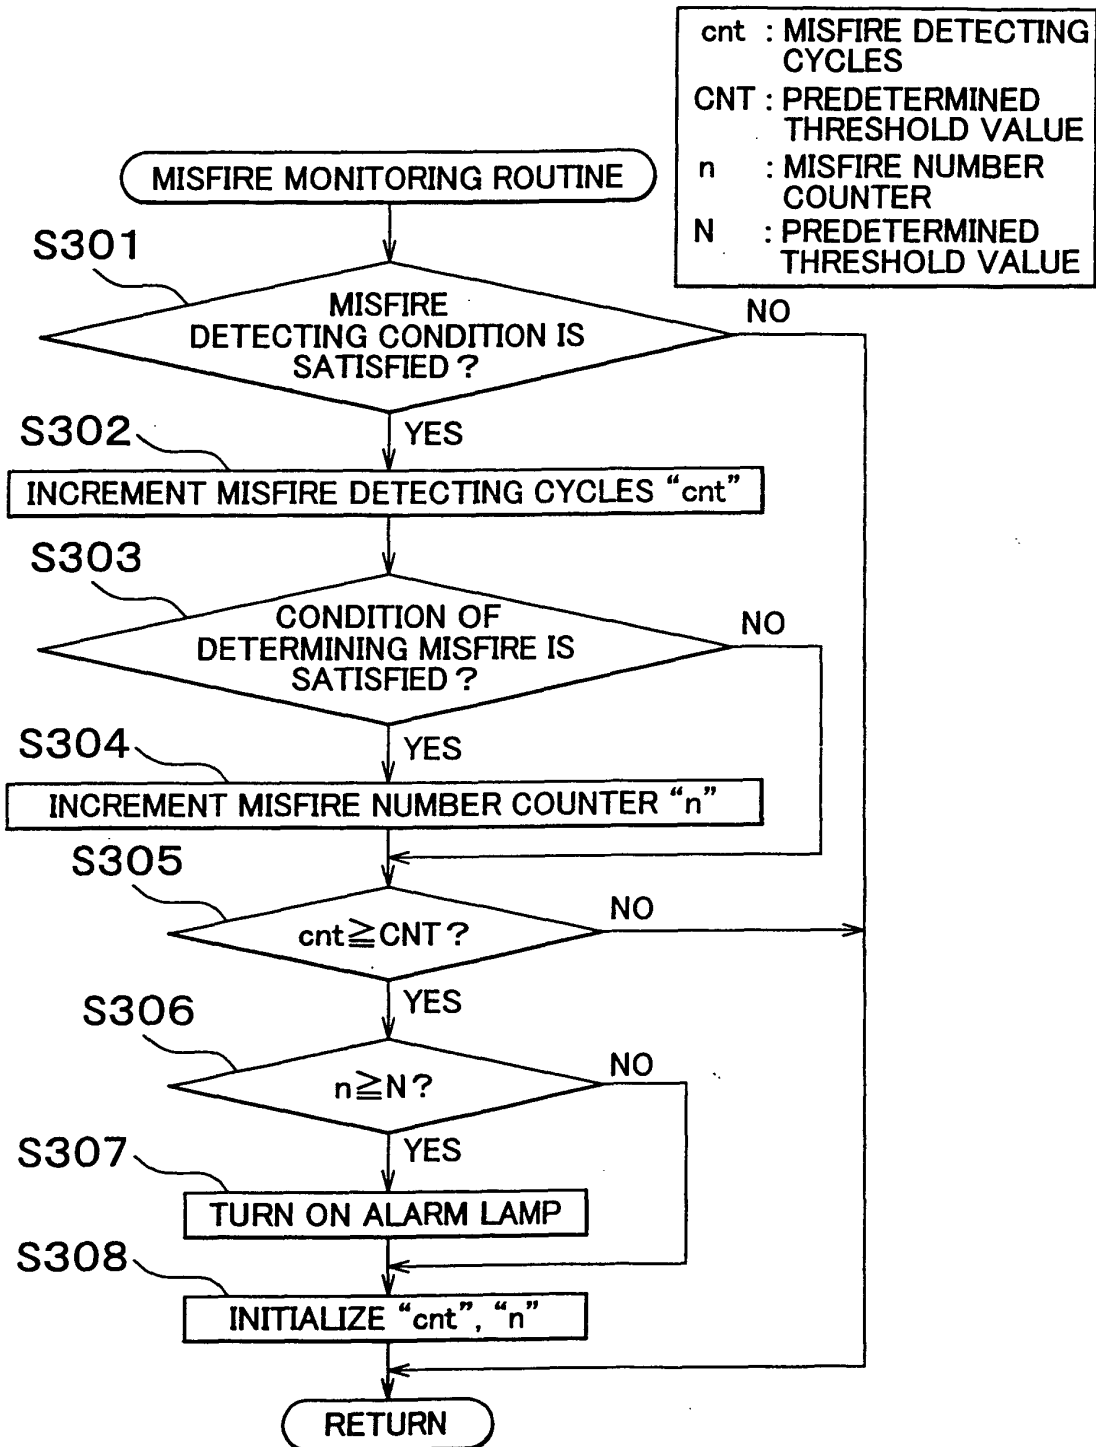 cnt : MISFIRE DETECTING
CYCLES
CNT : PREDETERMINED
THRESHOLD VALUE
n : MISFIRE NUMBER
COUNTER
N : PREDETERMINED
THRESHOLD VALUE
MISFIRE MONITORING ROUTINE
S301
MISFIRE
DETECTING CONDITION IS
SATISFIED?
NO
YES
S302
INCREMENT MISFIRE DETECTING CYCLES “cnt”
S303
CONDITION OF
DETERMINING MISFIRE IS
SATISFIED?
NO
YES
S304
INCREMENT MISFIRE NUMBER COUNTER “n”
S305
cnt≧CNT?
NO
YES
S306
n≧N?
NO
YES
S307
TURN ON ALARM LAMP
S308
INITIALIZE “cnt”, “n”
RETURN